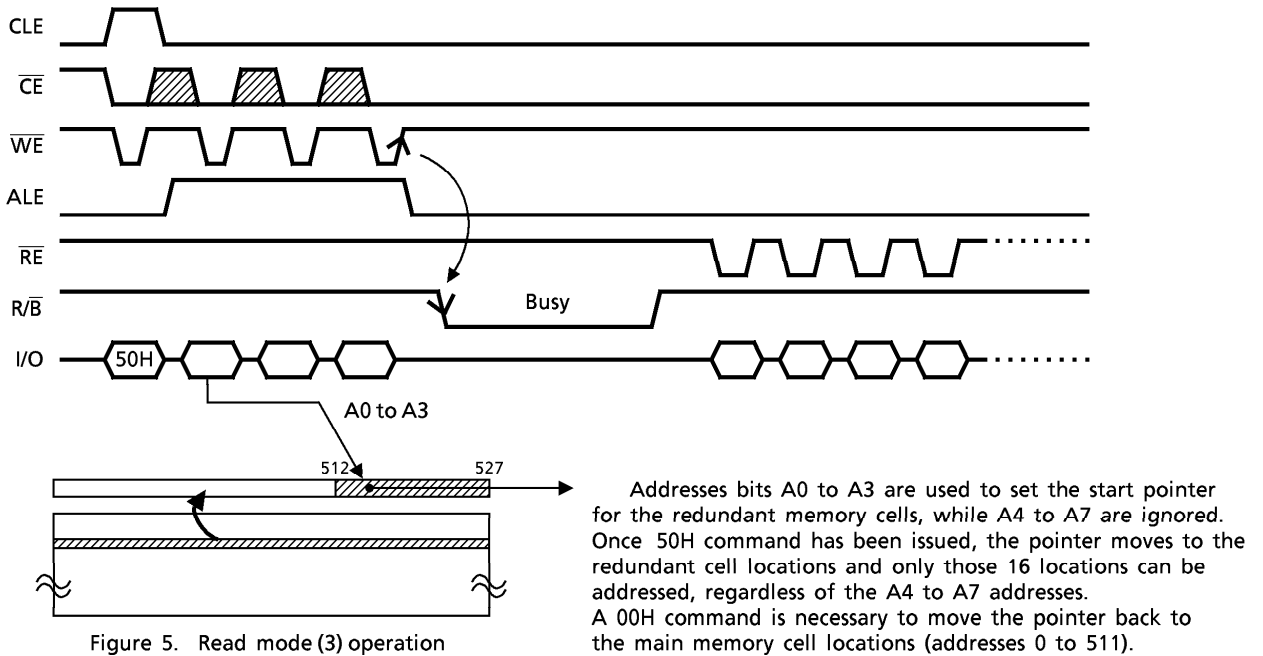 CLE
C̅E̅
W̅E̅
ALE
R̅E̅
R/B̅
Busy
I/O
50H
A0 to A3
512
527
Addresses bits A0 to A3 are used to set the start pointer
for the redundant memory cells, while A4 to A7 are ignored.
Once 50H command has been issued, the pointer moves to the
redundant cell locations and only those 16 locations can be
addressed, regardless of the A4 to A7 addresses.
A 00H command is necessary to move the pointer back to
the main memory cell locations (addresses 0 to 511).
Figure 5. Read mode (3) operation